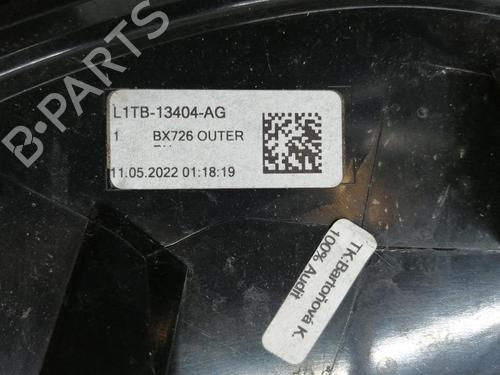 L1TB-13404-AG
1 BX726 OUTER
11.05.2022 01:18:19
TK:Bartoňová K.
100% Audit
B-PARTS